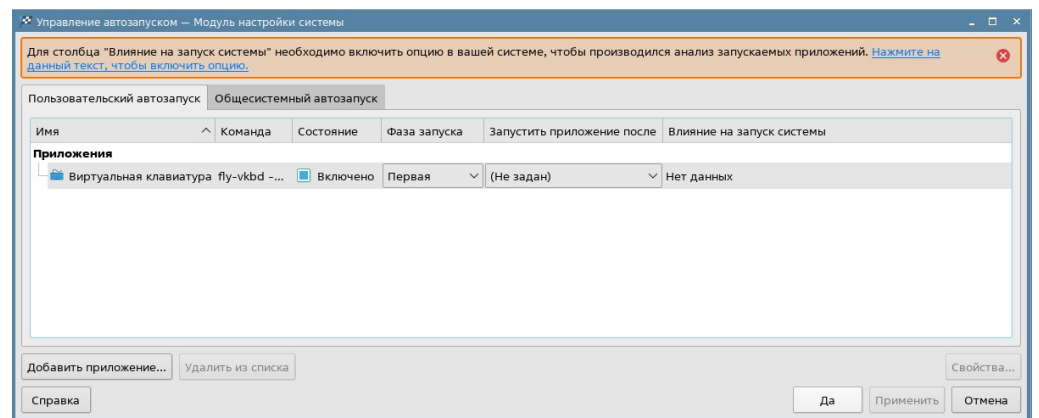 Управление автозапуском — Модуль настройки системы
Для столбца "Влияние на запуск системы" необходимо включить опцию в вашей системе, чтобы производился анализ запускаемых приложений. Нажмите на
данный текст, чтобы включить опцию.
Пользовательский автозапуск Общесистемный автозапуск
Имя Команда Состояние Фаза запуска Запустить приложение после Влияние на запуск системы
Приложения
Виртуальная клавиатура fly-vkbd -... Включено Первая (Не задан) Нет данных
Добавить приложение... Удалить из списка Свойства...
Справка Да Применить Отмена